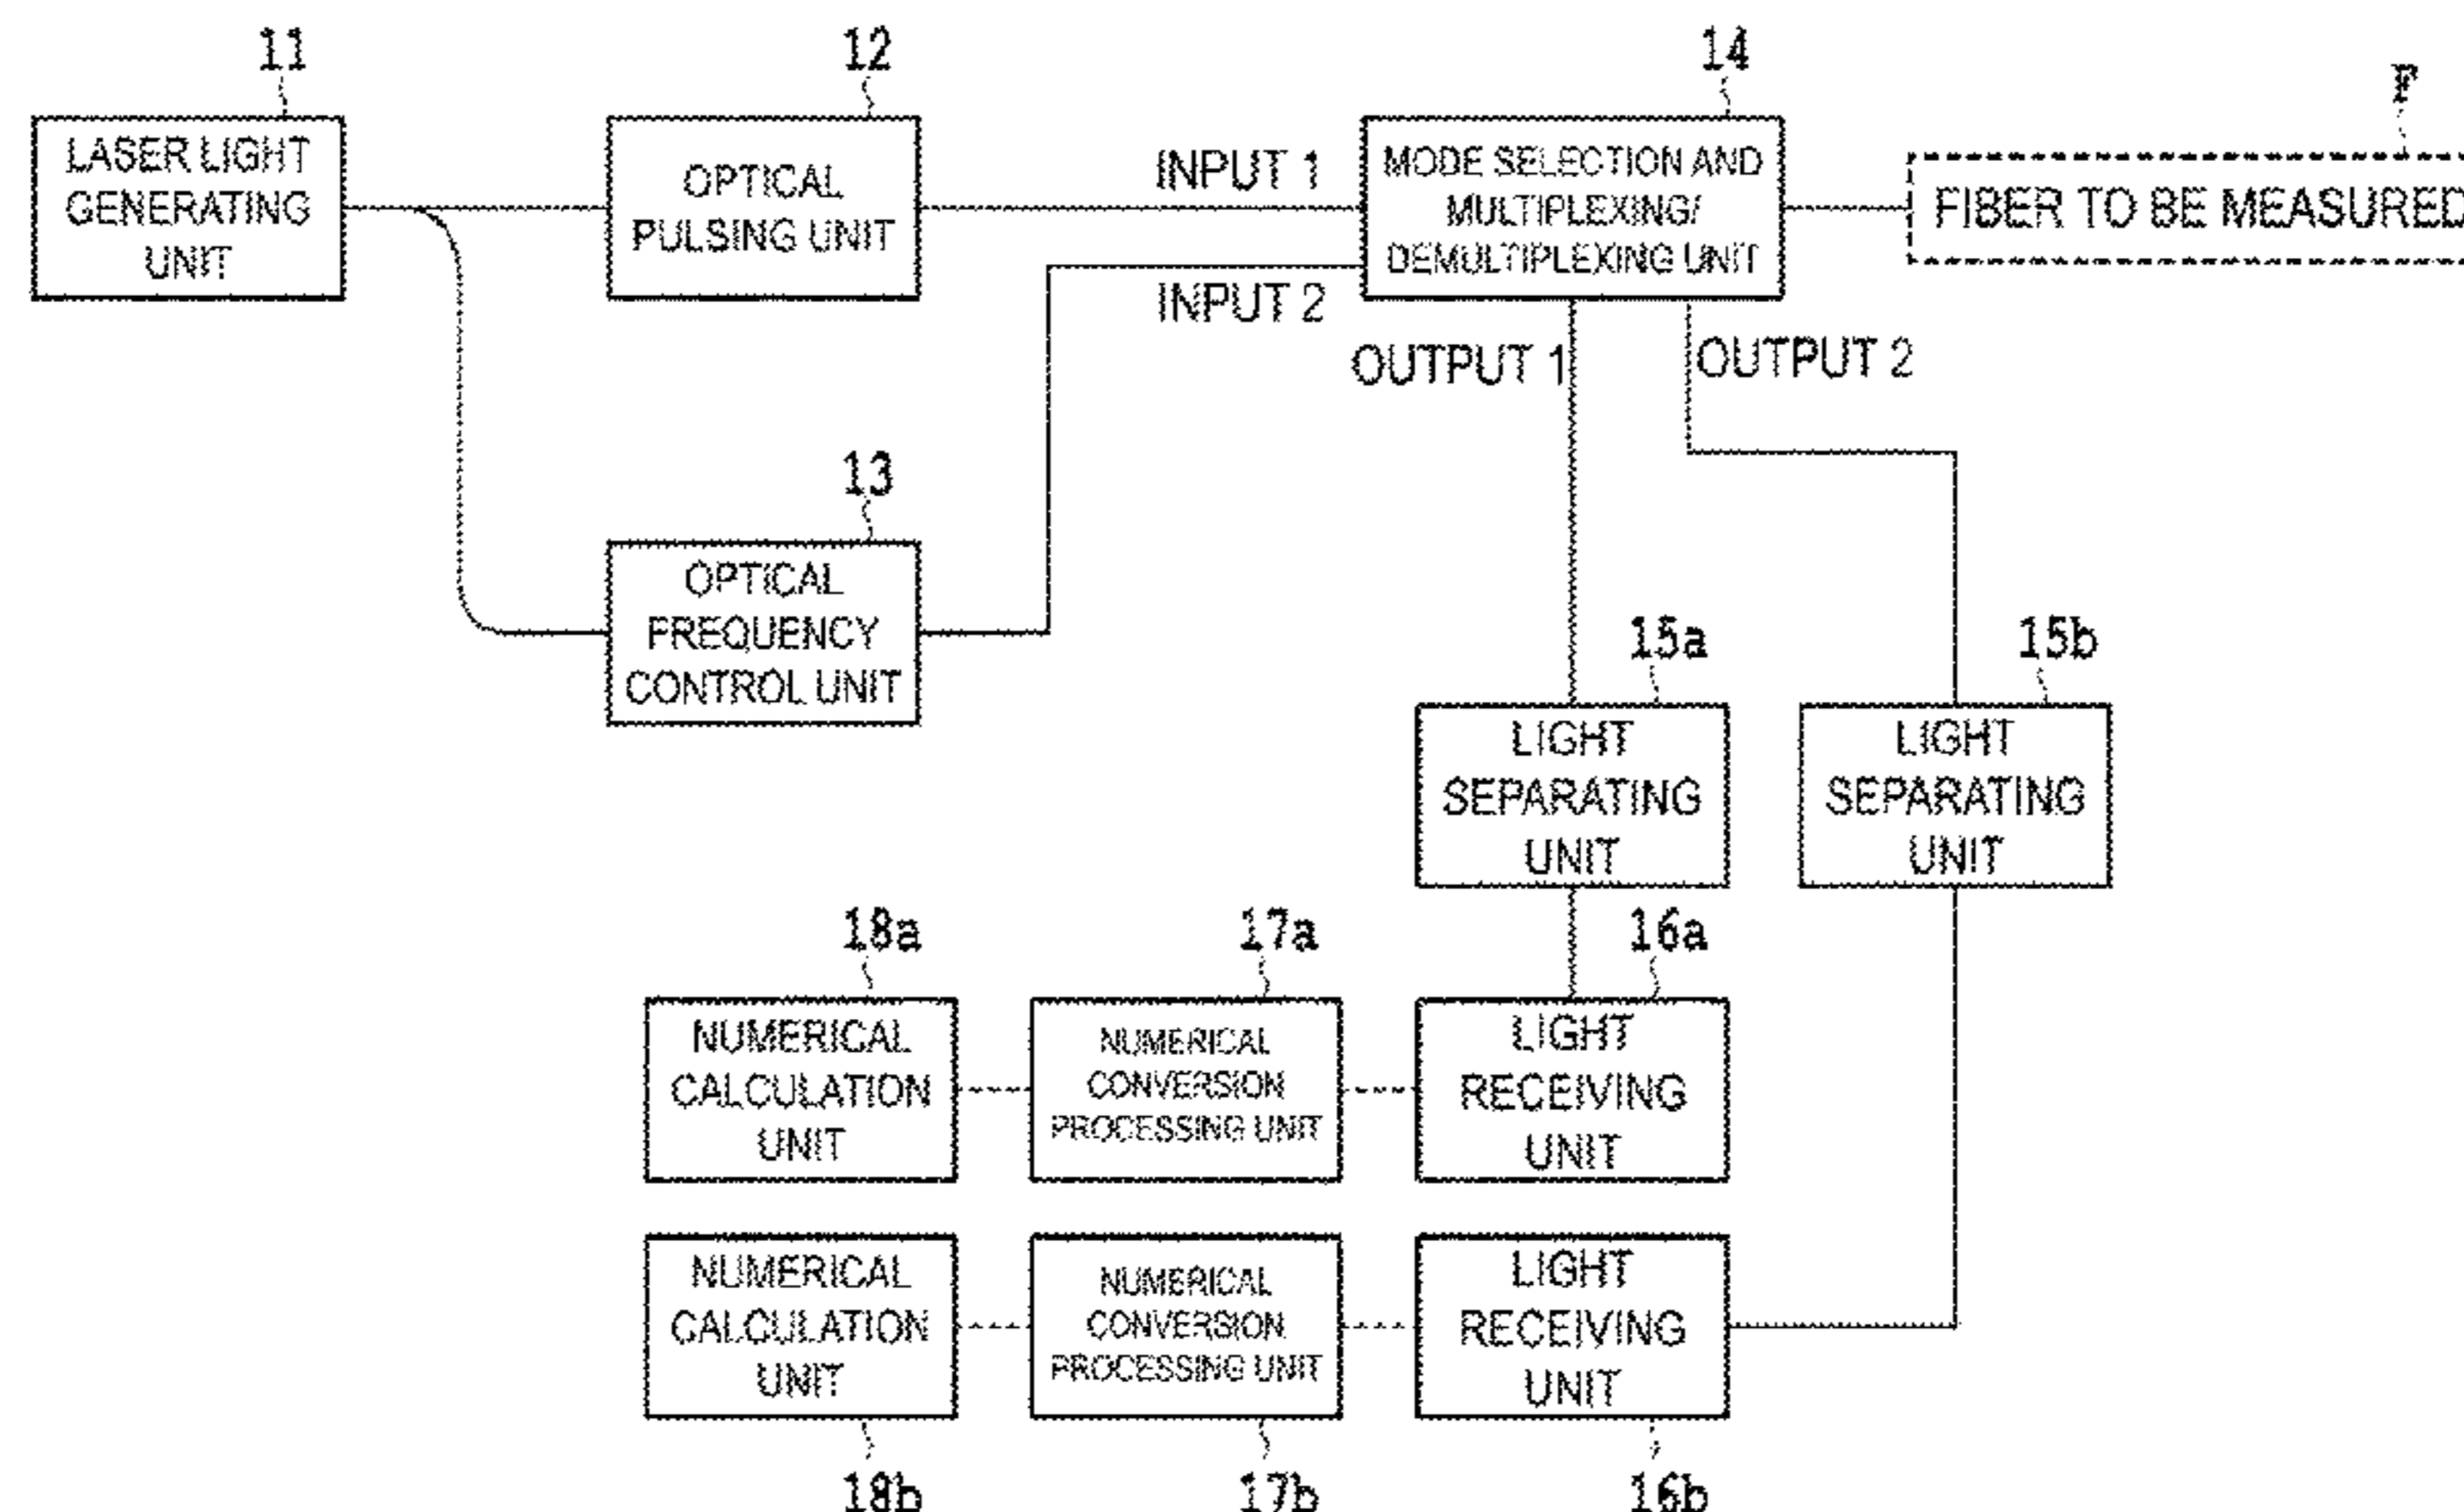 11
12
14
F
LASER LIGHT
GENERATING
UNIT
OPTICAL
PULSING UNIT
INPUT 1
MODE SELECTION AND
MULTIPLEXING/
DEMULTIPLEXING UNIT
FIBER TO BE MEASURED
INPUT 2
OUTPUT 1
OUTPUT 2
13
OPTICAL
FREQUENCY
CONTROL UNIT
15a
15b
LIGHT
SEPARATING
UNIT
LIGHT
SEPARATING
UNIT
18a
17a
16a
NUMERICAL
CALCULATION
UNIT
NUMERICAL
CONVERSION
PROCESSING UNIT
LIGHT
RECEIVING
UNIT
NUMERICAL
CALCULATION
UNIT
NUMERICAL
CONVERSION
PROCESSING UNIT
LIGHT
RECEIVING
UNIT
18b
17b
16b